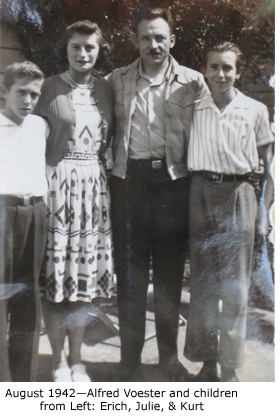 August 1942—Alfred Voester and children
from Left: Erich, Julie, & Kurt